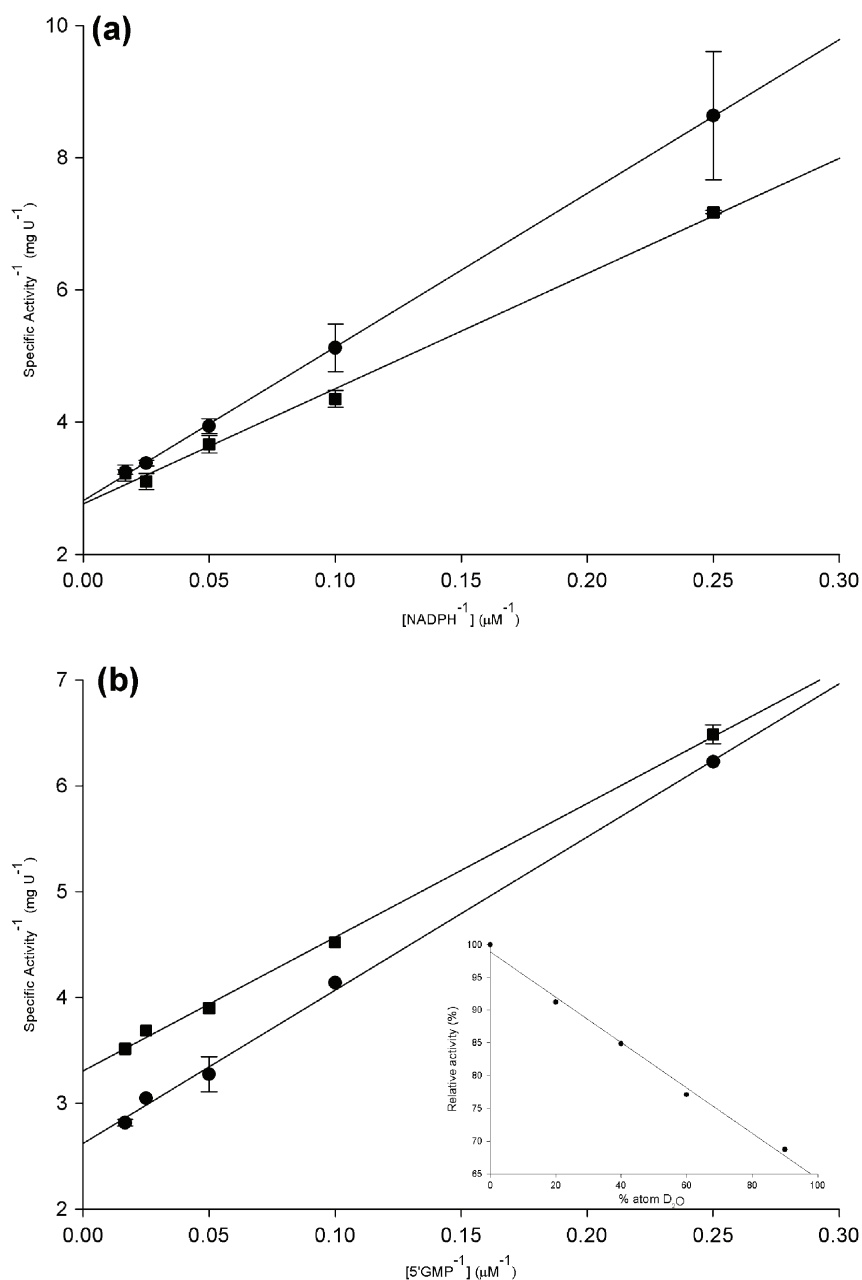 (a)
10
8
6
4
2
Specific Activity-1 (mg U-1)
0.00 0.05 0.10 0.15 0.20 0.25 0.30
[NADPH-1] (μM-1)
(b)
7
6
5
4
3
2
Specific Activity-1 (mg U-1)
100
95
90
85
80
75
70
65
Relative activity (%)
0 20 40 60 80 100
% atom D2O
0.00 0.05 0.10 0.15 0.20 0.25 0.30
[5'GMP-1] (μM-1)